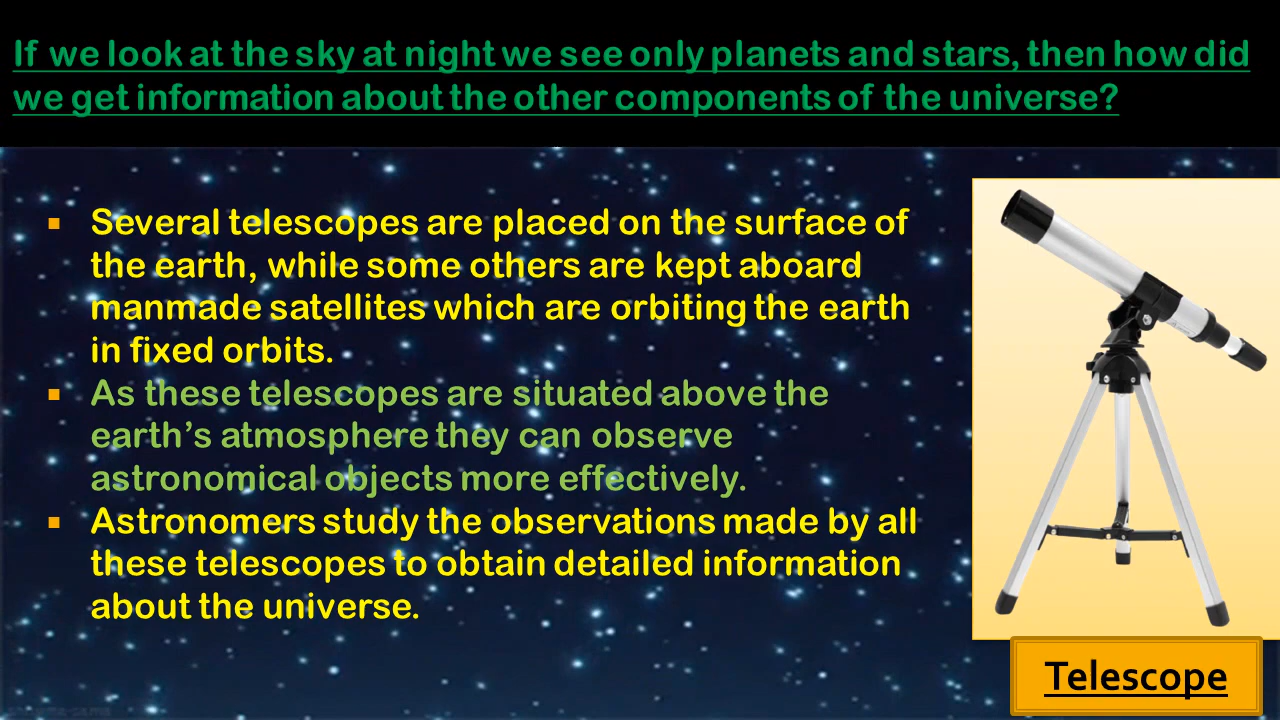 If we look at the sky at night we see only planets and stars, then how did
we get information about the other components of the universe?
▪ Several telescopes are placed on the surface of
the earth, while some others are kept aboard
manmade satellites which are orbiting the earth
in fixed orbits.
▪ As these telescopes are situated above the
earth’s atmosphere they can observe
astronomical objects more effectively.
▪ Astronomers study the observations made by all
these telescopes to obtain detailed information
about the universe.
Telescope